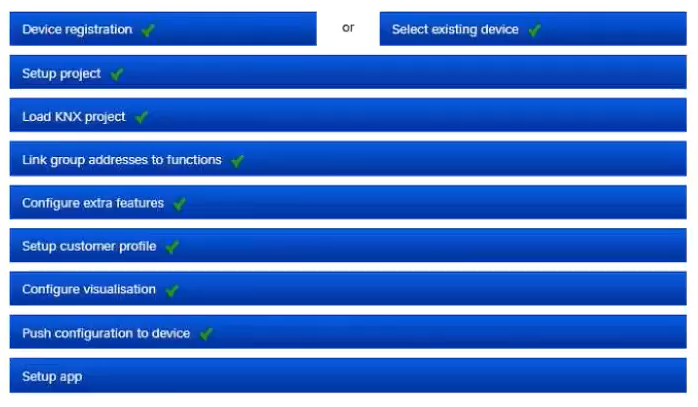 Device registration or Select existing device
Setup project
Load KNX project
Link group addresses to functions
Configure extra features
Setup customer profile
Configure visualisation
Push configuration to device
Setup app